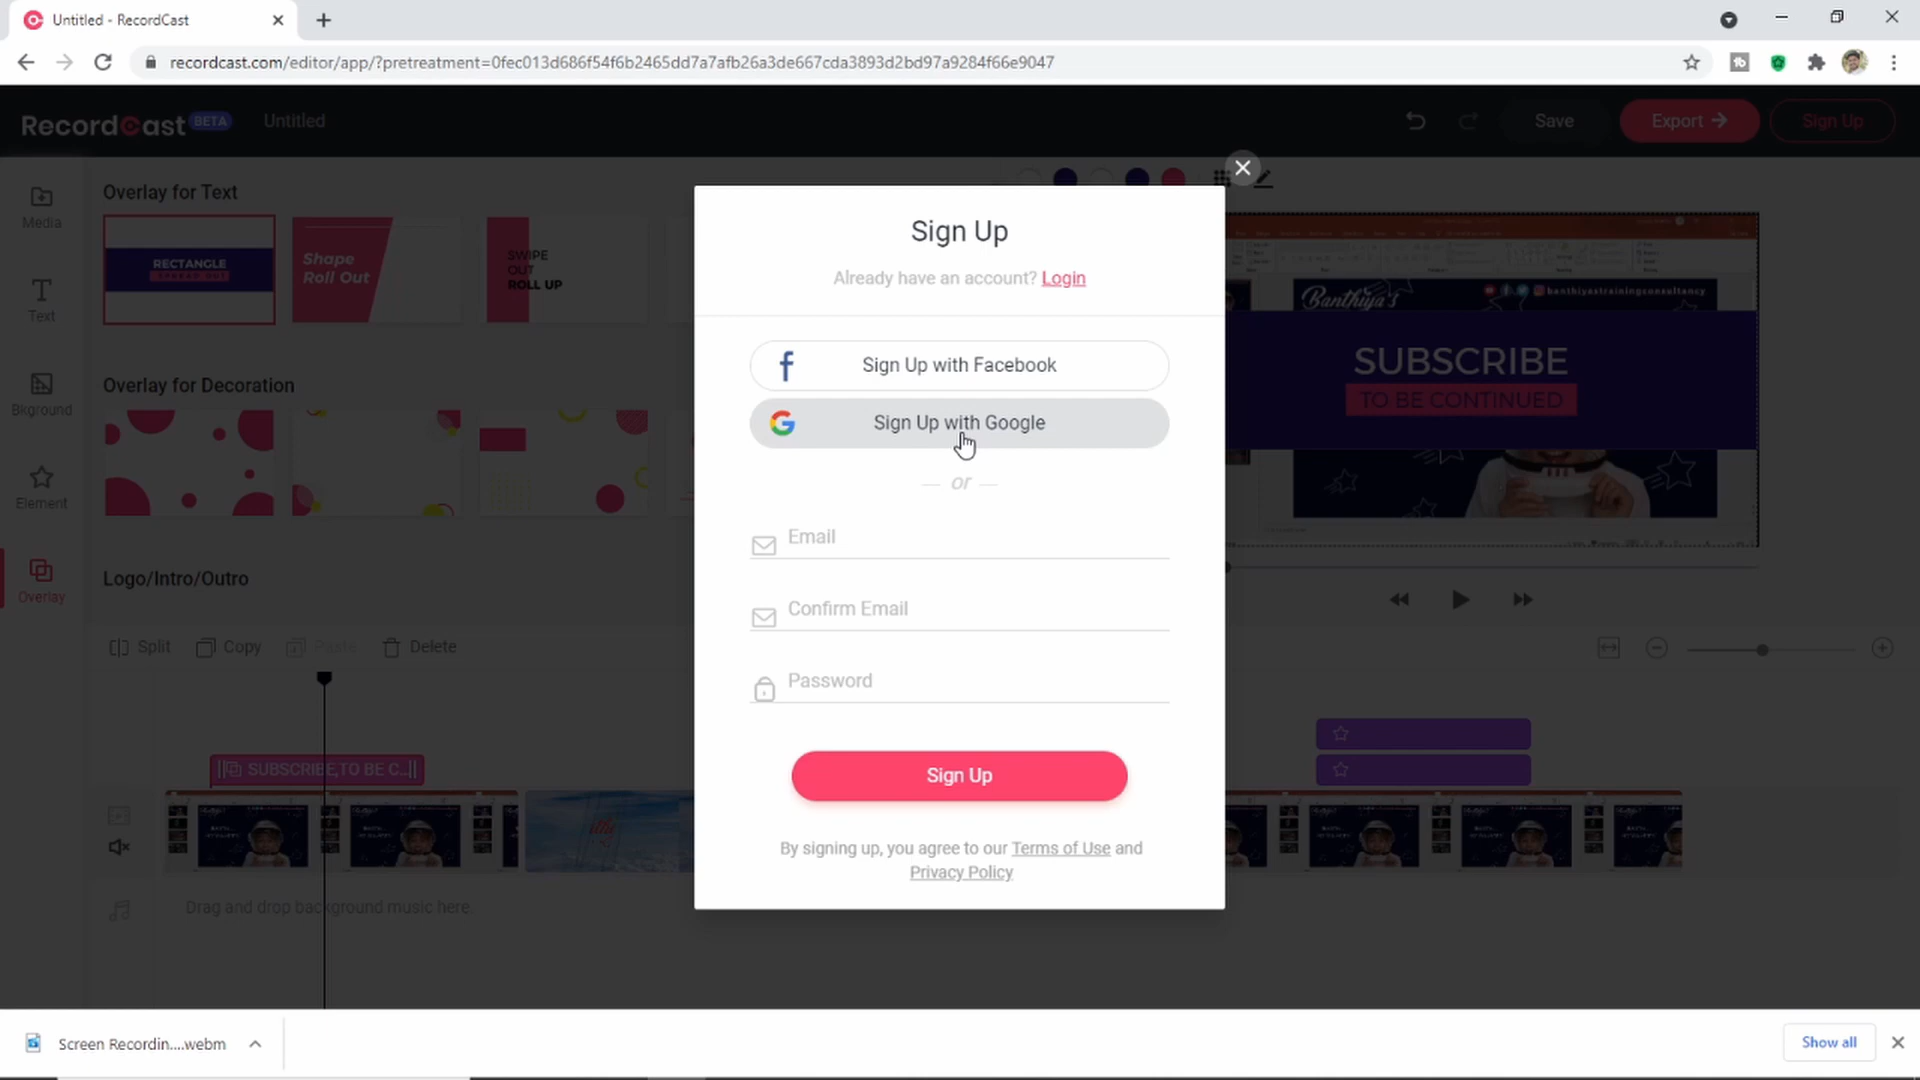 Untitled - RecordCast
recordcast.com/editor/app/?pretreatment=0fec013d686f54f6b2465dd7a7afb26a3de667cda3893d2bd97a9284f66e9047
RecordCast BETA
Untitled
Save
Export
Sign Up
Media
Text
Bkground
Element
Overlay
Overlay for Text
RECTANGLE
Shape
Roll Out
SWIPE
OUT
ROLL UP
Overlay for Decoration
Logo/Intro/Outro
Sign Up
Already have an account? Login
Sign Up with Facebook
Sign Up with Google
or
Email
Confirm Email
Password
Sign Up
By signing up, you agree to our Terms of Use and
Privacy Policy
Banthiya's
banthiyastrainingconsultancy
SUBSCRIBE
TO BE CONTINUED
Split
Copy
Paste
Delete
SUBSCRIBE,TO BE C...
Drag and drop background music here.
Screen Recordin....webm
Show all